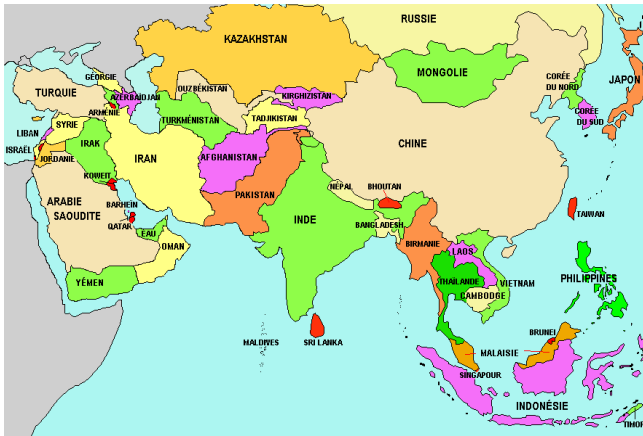 RUSSIE
KAZAKHSTAN
MONGOLIE
GÉORGIE
OUZBÉKISTAN
KIRGHIZISTAN
CORÉE
DU NORD
JAPON
TURQUIE
AZERBAÏDJAN
ARMÉNIE
TURKMÉNISTAN
TADJIKISTAN
CORÉE
DU SUD
LIBAN
SYRIE
ISRAËL
IRAK
JORDANIE
IRAN
AFGHANISTAN
CHINE
KOWEIT
PAKISTAN
NÉPAL
BHOUTAN
ARABIE
SAOUDITE
BARHEIN
QATAR
EAU
OMAN
INDE
BANGLADESH
BIRMANIE
TAIWAN
LAOS
YÉMEN
THAÏLANDE
VIETNAM
CAMBODGE
PHILIPPINES
MALDIVES
SRI LANKA
BRUNEI
MALAISIE
SINGAPOUR
INDONÉSIE